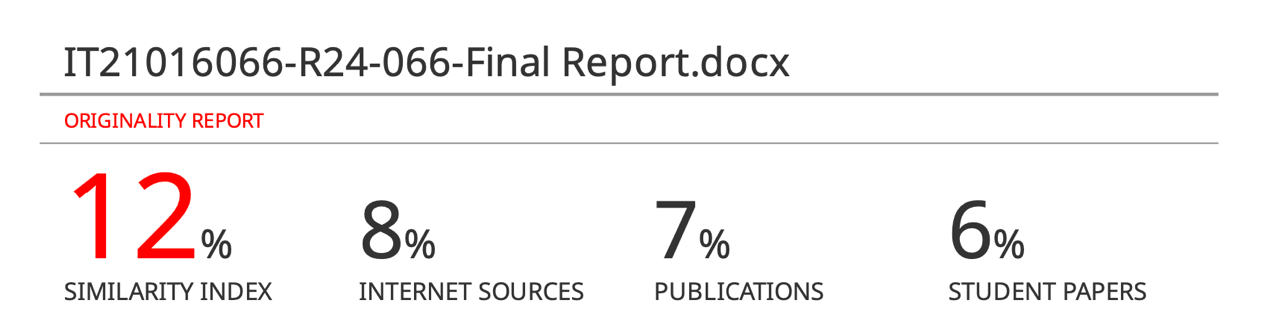 IT21016066-R24-066-Final Report.docx
ORIGINALITY REPORT
12% 8% 7% 6%
SIMILARITY INDEX INTERNET SOURCES PUBLICATIONS STUDENT PAPERS